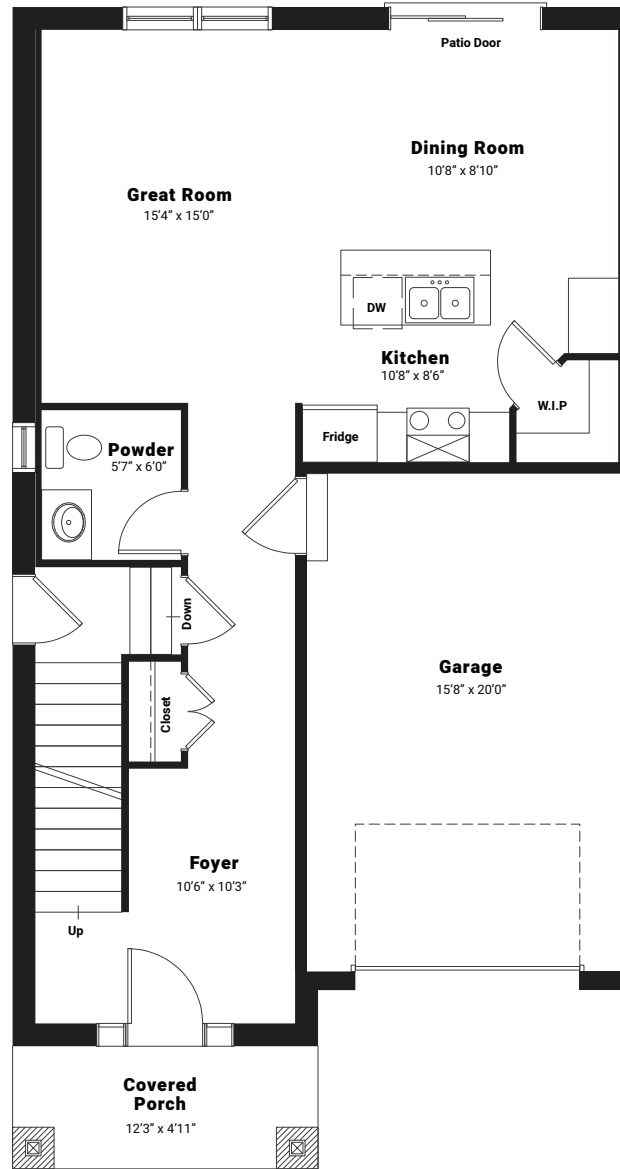 Patio Door
Dining Room
10'8" x 8'10"
Great Room
15'4" x 15'0"
DW
Kitchen
10'8" x 8'6"
W.I.P
Fridge
Powder
5'7" x 6'0"
Down
Closet
Garage
15'8" x 20'0"
Foyer
10'6" x 10'3"
Up
Covered
Porch
12'3" x 4'11"